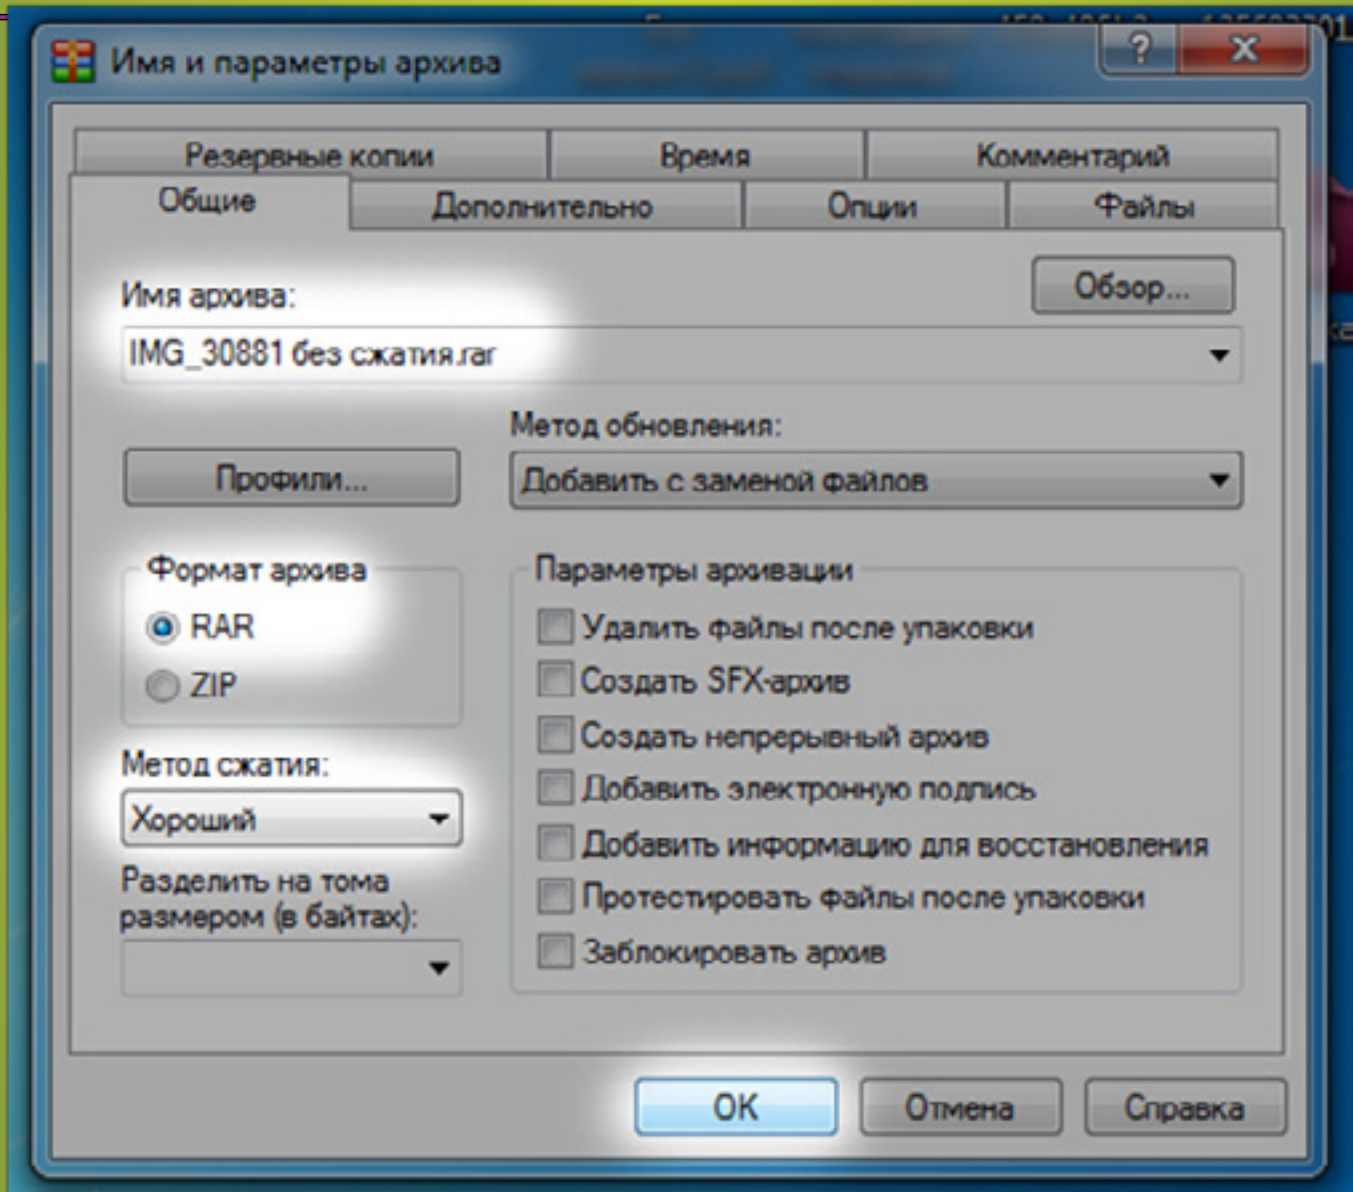 Имя и параметры архива
?
Резервные копии
Время
Комментарий
Общие
Дополнительно
Опции
Файлы
Имя архива:
Обзор...
IMG_30881 без сжатия.rar
Метод обновления:
Профили...
Добавить с заменой файлов
Формат архива
RAR
ZIP
Метод сжатия:
Хороший
Разделить на тома
размером (в байтах):
Параметры архивации
Удалить файлы после упаковки
Создать SFX-архив
Создать непрерывный архив
Добавить электронную подпись
Добавить информацию для восстановления
Протестировать файлы после упаковки
Заблокировать архив
OK
Отмена
Справка